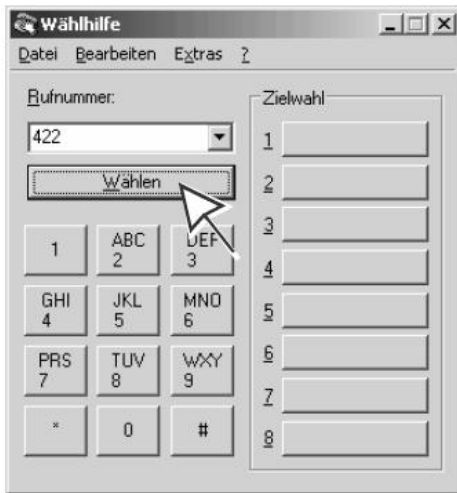 Wählhilfe
Datei Bearbeiten Extras ?
Rufnummer:
422
Wählen
1
ABC
2
DEF
3
GHI
4
JKL
5
MNO
6
PRS
7
TUV
8
WXY
9
*
0
#
Zielwahl
1
2
3
4
5
6
7
8